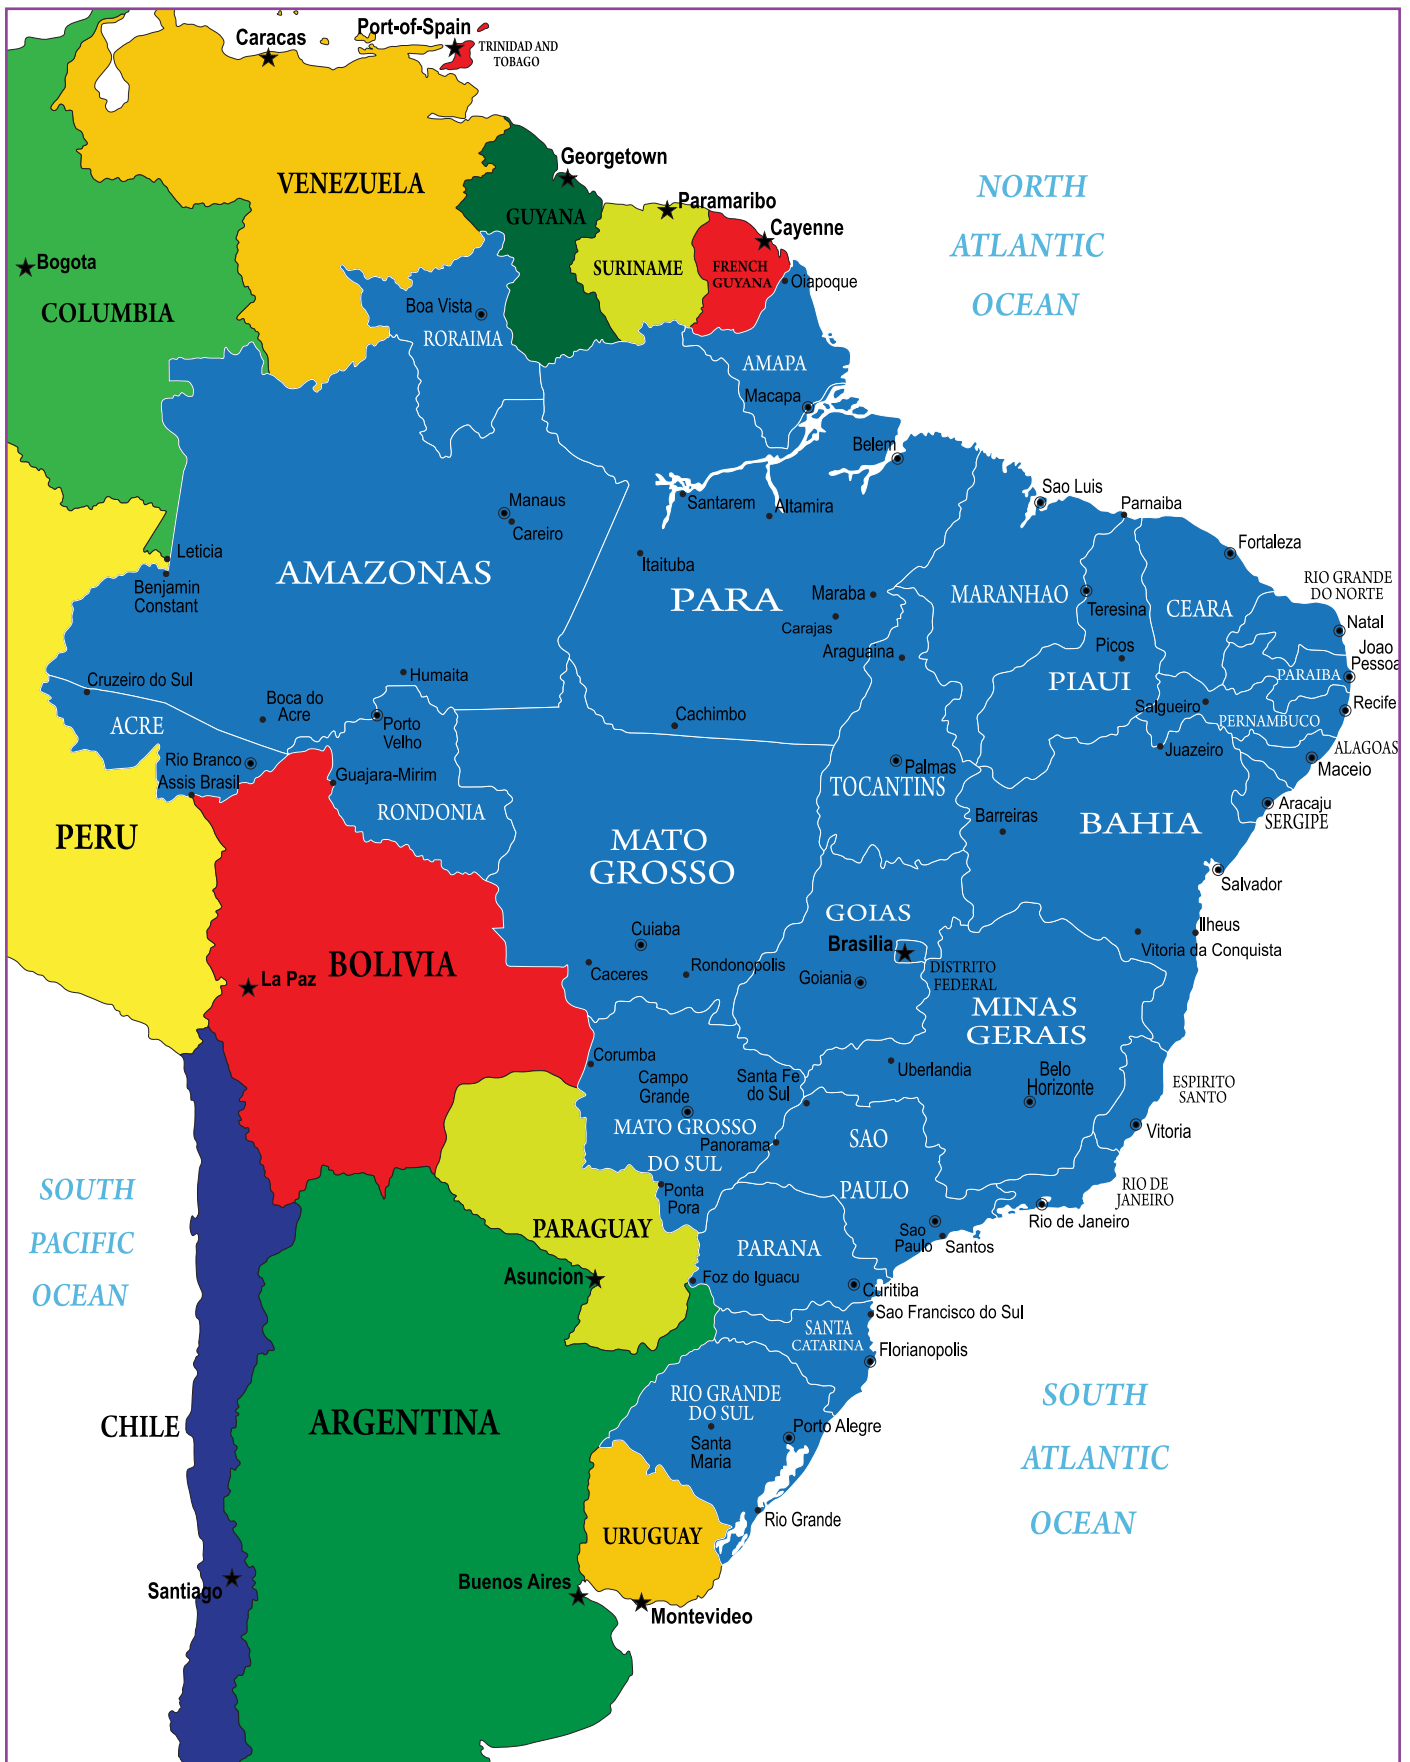 Caracas
Port-of-Spain
TRINIDAD AND
TOBAGO
VENEZUELA
Georgetown
GUYANA
Paramaribo
SURINAME
Cayenne
FRENCH
GUYANA
Oiapoque
NORTH
ATLANTIC
OCEAN
Bogota
COLUMBIA
Boa Vista
RORAIMA
AMAPA
Macapa
Belem
Sao Luis
Parnaiba
Fortaleza
Santarem
Altamira
Manaus
Careiro
Itaituba
Leticia
Benjamin
Constant
AMAZONAS
PARA
Maraba
Carajas
Araguaina
MARANHAO
Teresina
CEARA
RIO GRANDE
DO NORTE
Natal
Joao
Pessoa
PARAIBA
Picos
PIAUI
Salgueiro
PERNAMBUCO
Recife
Cruzeiro do Sul
Humaita
Boca do
Acre
ACRE
Porto
Velho
Cachimbo
Juazeiro
ALAGOAS
Maceio
Rio Branco
Assis Brasil
Guajara-Mirim
RONDONIA
Palmas
TOCANTINS
Barreiras
BAHIA
Aracaju
SERGIPE
PERU
MATO
GROSSO
Salvador
GOIAS
Brasilia
Ilheus
Vitoria da Conquista
Cuiaba
Caceres
Rondonopolis
Goiania
DISTRITO
FEDERAL
BOLIVIA
La Paz
MINAS
GERAIS
Corumba
Campo
Grande
Santa Fe
do Sul
Uberlandia
Belo
Horizonte
ESPIRITO
SANTO
Vitoria
MATO GROSSO
DO SUL
Panorama
SAO
PAULO
Ponta
Pora
RIO DE
JANEIRO
Rio de Janeiro
SOUTH
PACIFIC
OCEAN
PARAGUAY
Asuncion
PARANA
Sao
Paulo
Santos
Foz do Iguacu
Curitiba
Sao Francisco do Sul
SANTA
CATARINA
Florianopolis
CHILE
ARGENTINA
RIO GRANDE
DO SUL
Santa
Maria
Porto Alegre
SOUTH
ATLANTIC
OCEAN
Rio Grande
URUGUAY
Santiago
Buenos Aires
Montevideo